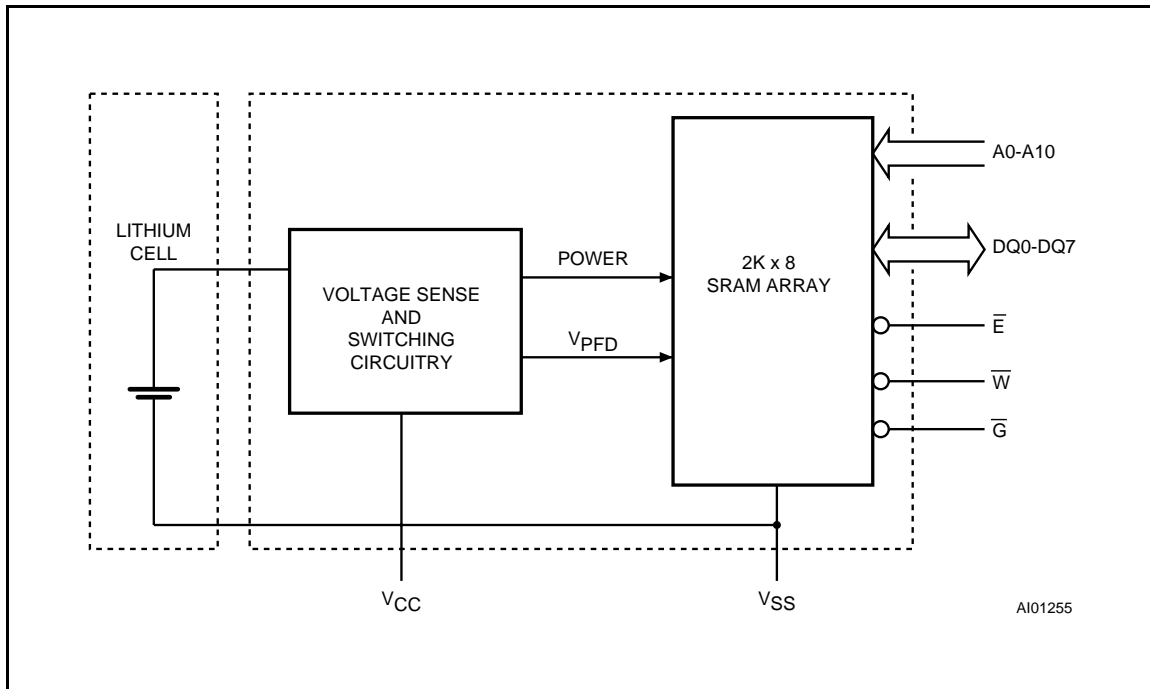 LITHIUM
CELL
VOLTAGE SENSE
AND
SWITCHING
CIRCUITRY
POWER
VPFD
2K x 8
SRAM ARRAY
A0-A10
DQ0-DQ7
E̅
W̅
G̅
VCC
VSS
AI01255